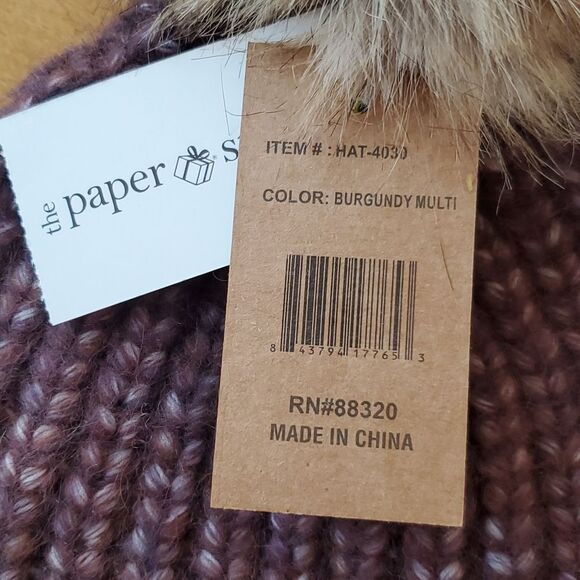 the paper s
ITEM # : HAT-4030
COLOR: BURGUNDY MULTI
8 43794 17765 3
RN#88320
MADE IN CHINA